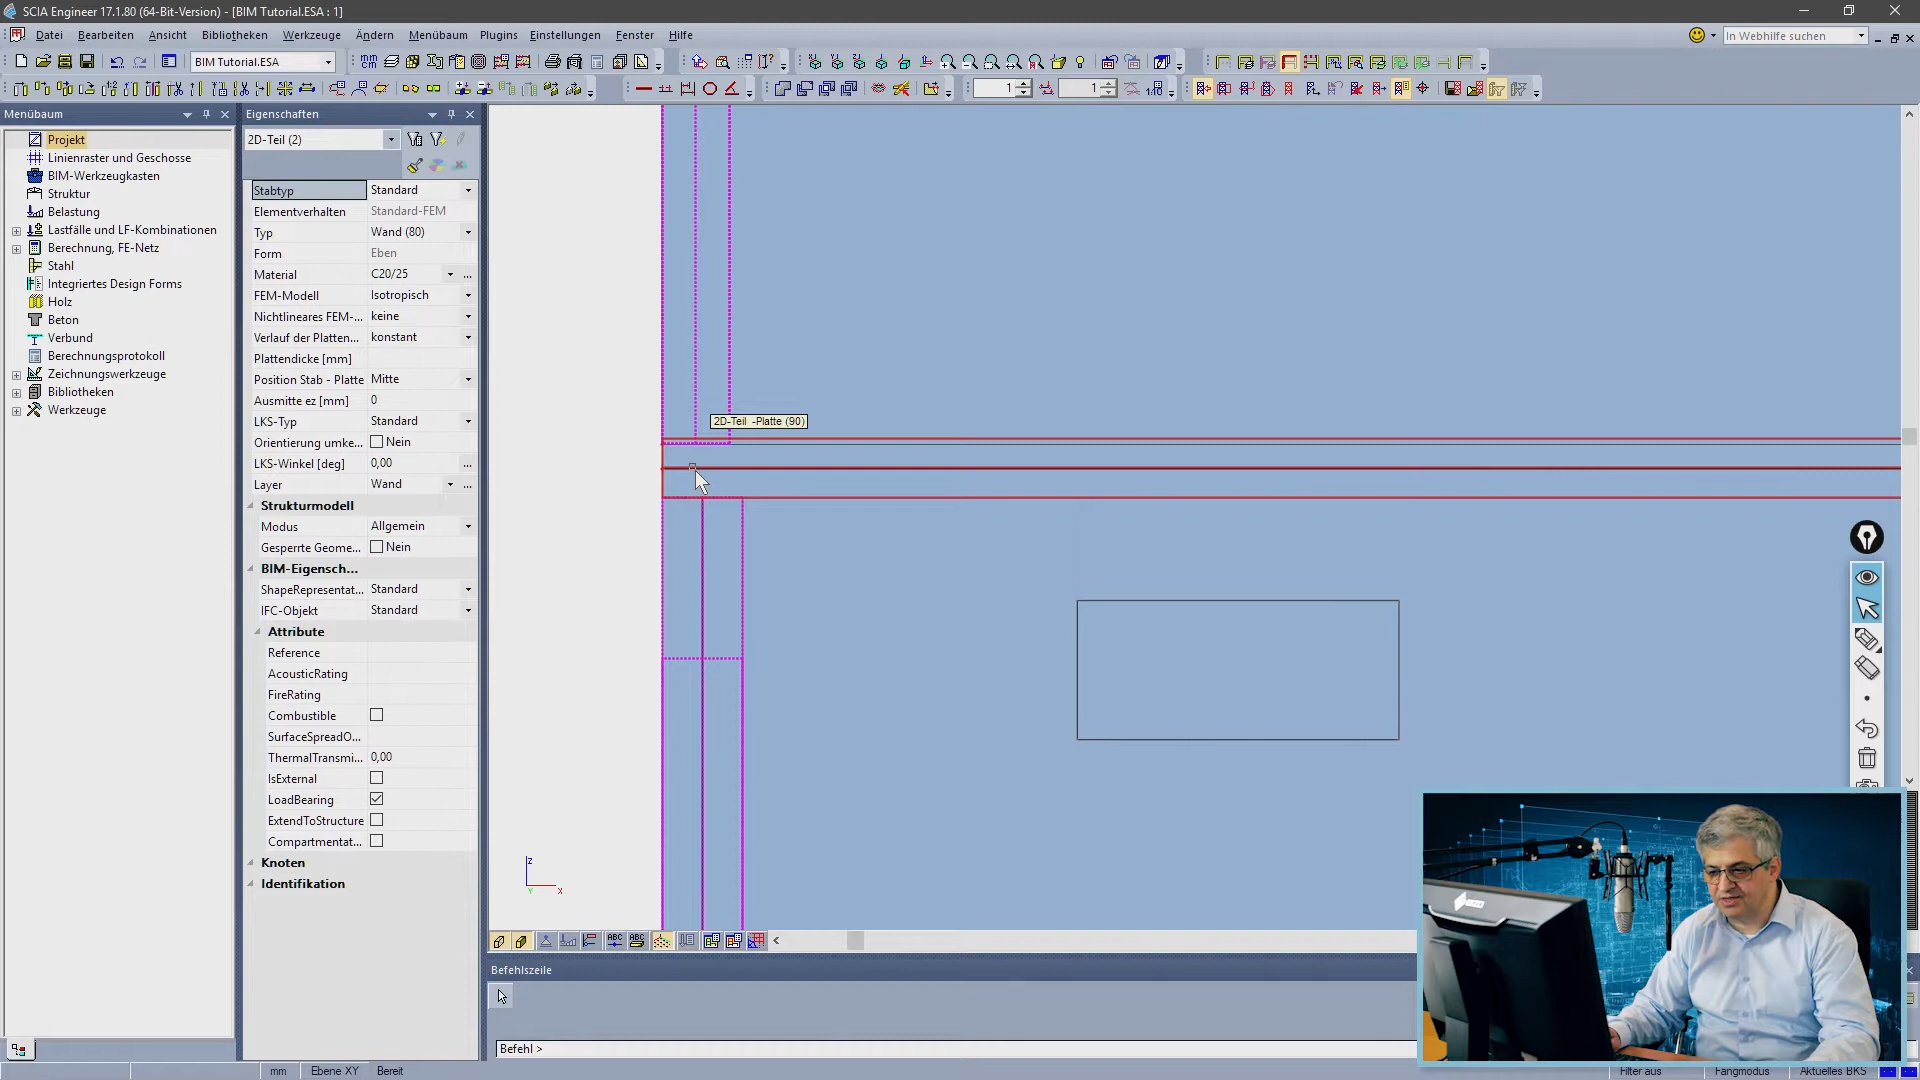 SCIA Engineer 17.1.80 (64-Bit-Version) - [BIM Tutorial.ESA : 1]
Datei Bearbeiten Ansicht Bibliotheken Werkzeuge Ändern Menübaum Plugins Einstellungen Fenster Hilfe
In Webhilfe suchen
BIM Tutorial.ESA
1
1
Menübaum
Projekt
Linienraster und Geschosse
BIM-Werkzeugkasten
Struktur
Belastung
Lastfälle und LF-Kombinationen
Berechnung, FE-Netz
Stahl
Integriertes Design Forms
Holz
Beton
Verbund
Berechnungsprotokoll
Zeichnungswerkzeuge
Bibliotheken
Werkzeuge
Eigenschaften
2D-Teil (2)
Stabtyp Standard
Elementverhalten Standard-FEM
Typ Wand (80)
Form Eben
Material C20/25 ...
FEM-Modell Isotropisch
Nichtlineares FEM-... keine
Verlauf der Platten... konstant
Plattendicke [mm]
Position Stab - Platte Mitte
Ausmitte ez [mm] 0
LKS-Typ Standard
Orientierung umke... Nein
LKS-Winkel [deg] 0,00 ...
Layer Wand ...
Strukturmodell
Modus Allgemein
Gesperrte Geome... Nein
BIM-Eigensch...
ShapeRepresentat... Standard
IFC-Objekt Standard
Attribute
Reference
AcousticRating
FireRating
Combustible
SurfaceSpreadO...
ThermalTransmi... 0,00
IsExternal
LoadBearing
ExtendToStructure
Compartmentat...
Knoten
Identifikation
2D-Teil -Platte (90)
Z
Y X
ABC ABC
Befehlszeile
Befehl >
mm Ebene XY Bereit Filter aus Fangmodus Aktuelles BKS